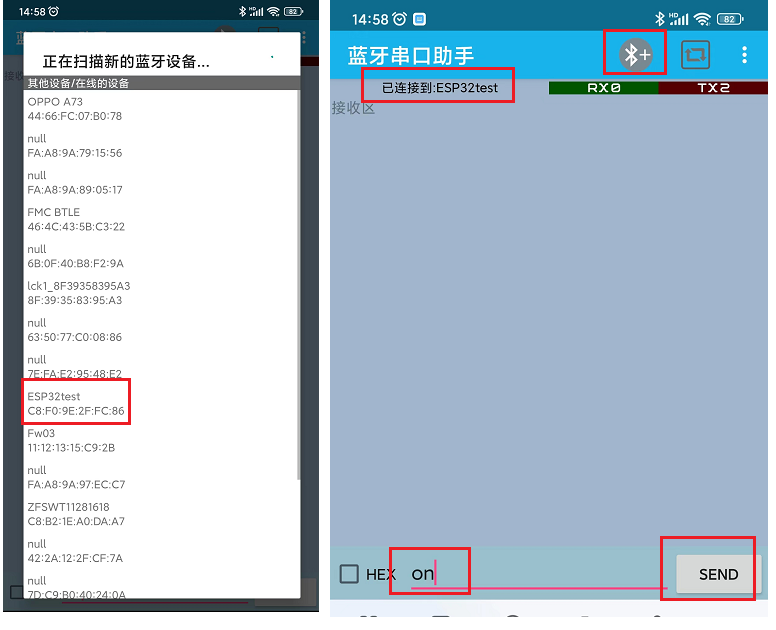 14:58
82
正在扫描新的蓝牙设备...
其他设备/在线的设备
OPPO A73
44:66:FC:07:B0:78
null
FA:A8:9A:79:15:56
null
FA:A8:9A:89:05:17
FMC BTLE
46:4C:43:5B:C3:22
null
6B:0F:40:B8:F2:9A
lck1_8F39358395A3
8F:39:35:83:95:A3
null
63:50:77:C0:08:86
null
7E:FA:E2:95:48:E2
ESP32test
C8:F0:9E:2F:FC:86
Fw03
11:12:13:15:C9:2B
null
FA:A8:9A:97:EC:C7
ZFSWT11281618
C8:B2:1E:A0:DA:A7
null
42:2A:12:2F:CF:7A
null
7D:C9:B0:40:24:0A
14:58
HD
82
蓝牙串口助手
已连接到:ESP32test
RX0
TX2
接收区
HEX
on
SEND